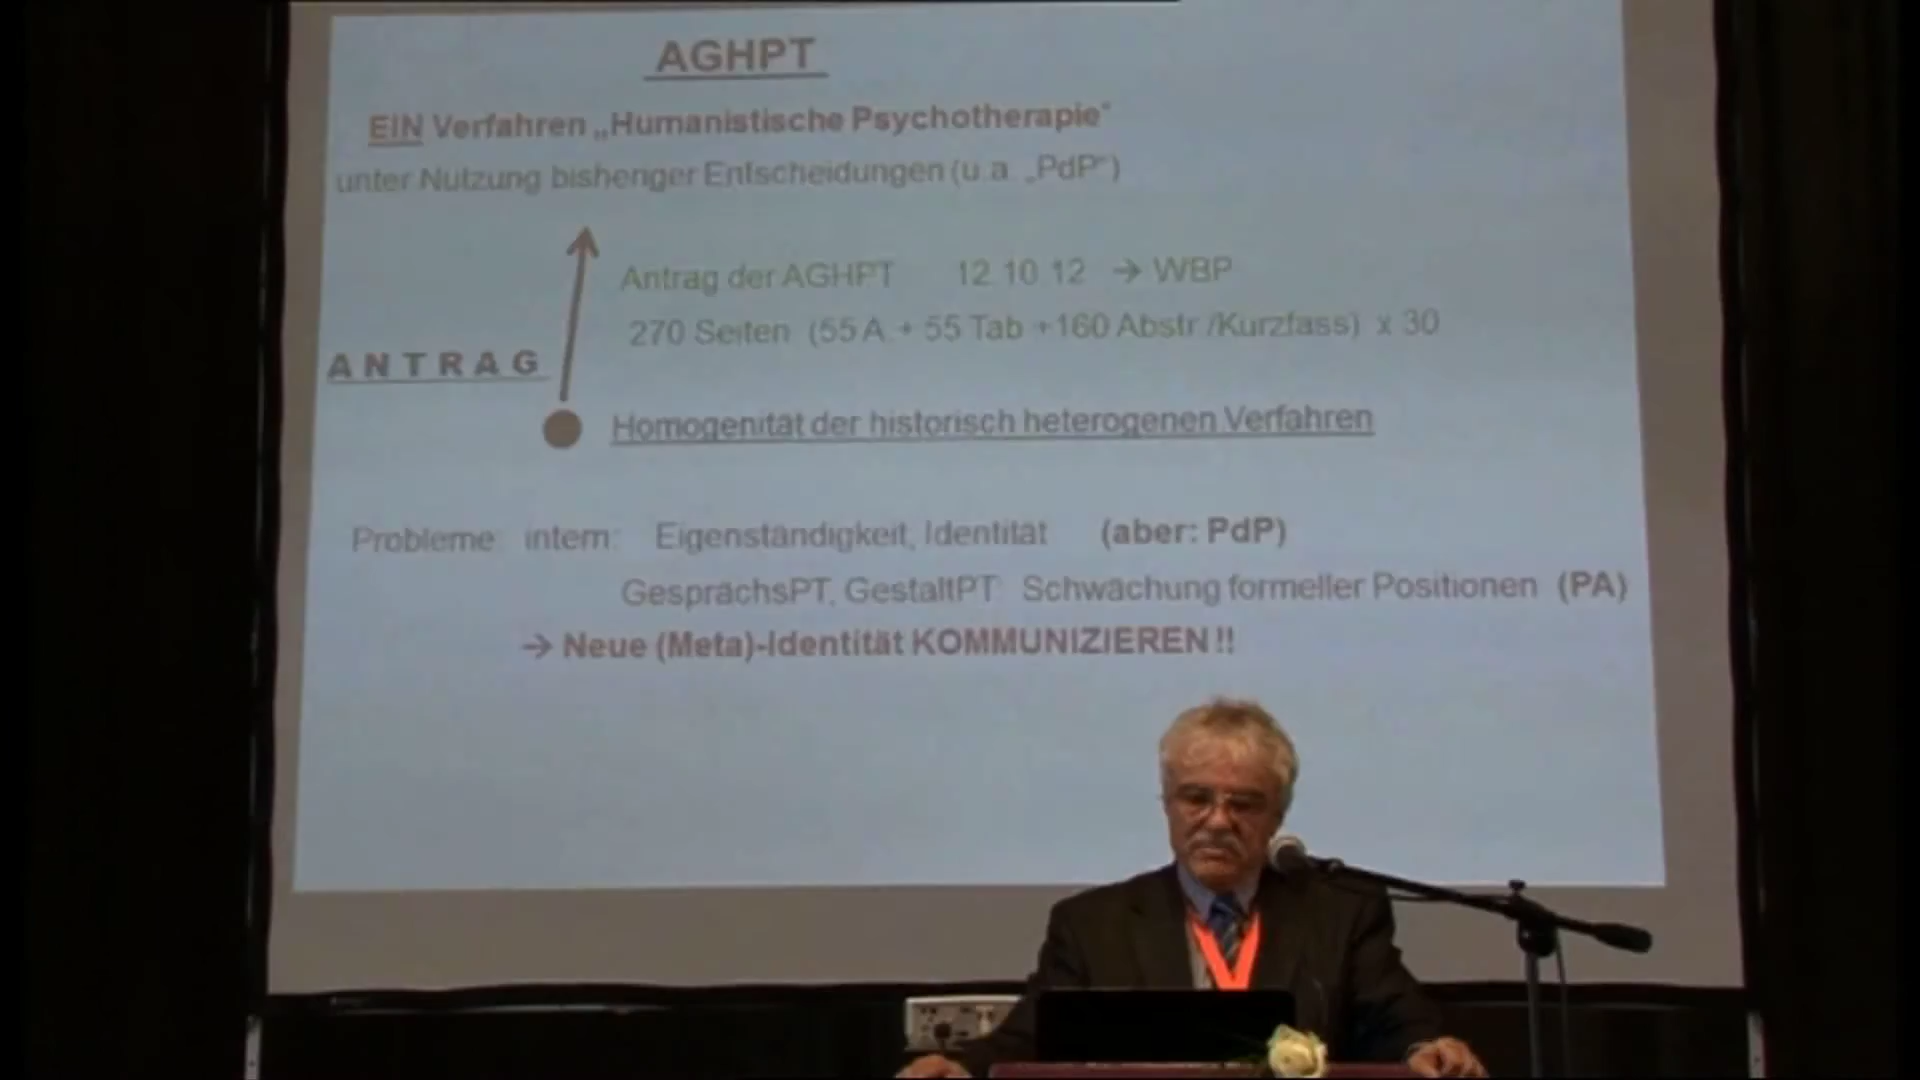 AGHPT
EIN Verfahren „Humanistische Psychotherapie"
unter Nutzung bisheriger Entscheidungen (u.a. „PdP")
Antrag der AGHPT 12.10.12 → WBP
270 Seiten (55 A. + 55 Tab + 160 Abstr./Kurzfass) x 30
ANTRAG
Homogenität der historisch heterogenen Verfahren
Probleme intern: Eigenständigkeit, Identität (aber: PdP)
GesprächsPT, GestaltPT: Schwächung formeller Positionen (PA)
→ Neue (Meta)-Identität KOMMUNIZIEREN!!